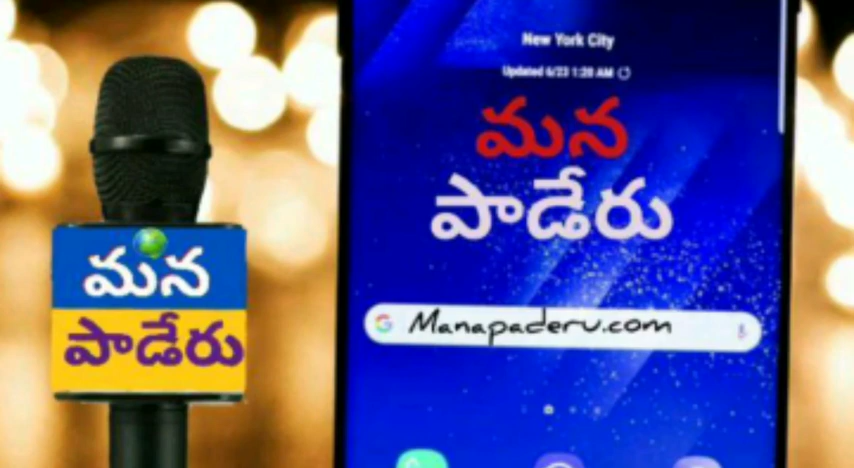 మన
పాడేరు
New York City
Updated 6/23 1:20 AM
మన
పాడేరు
Manapaderu.com